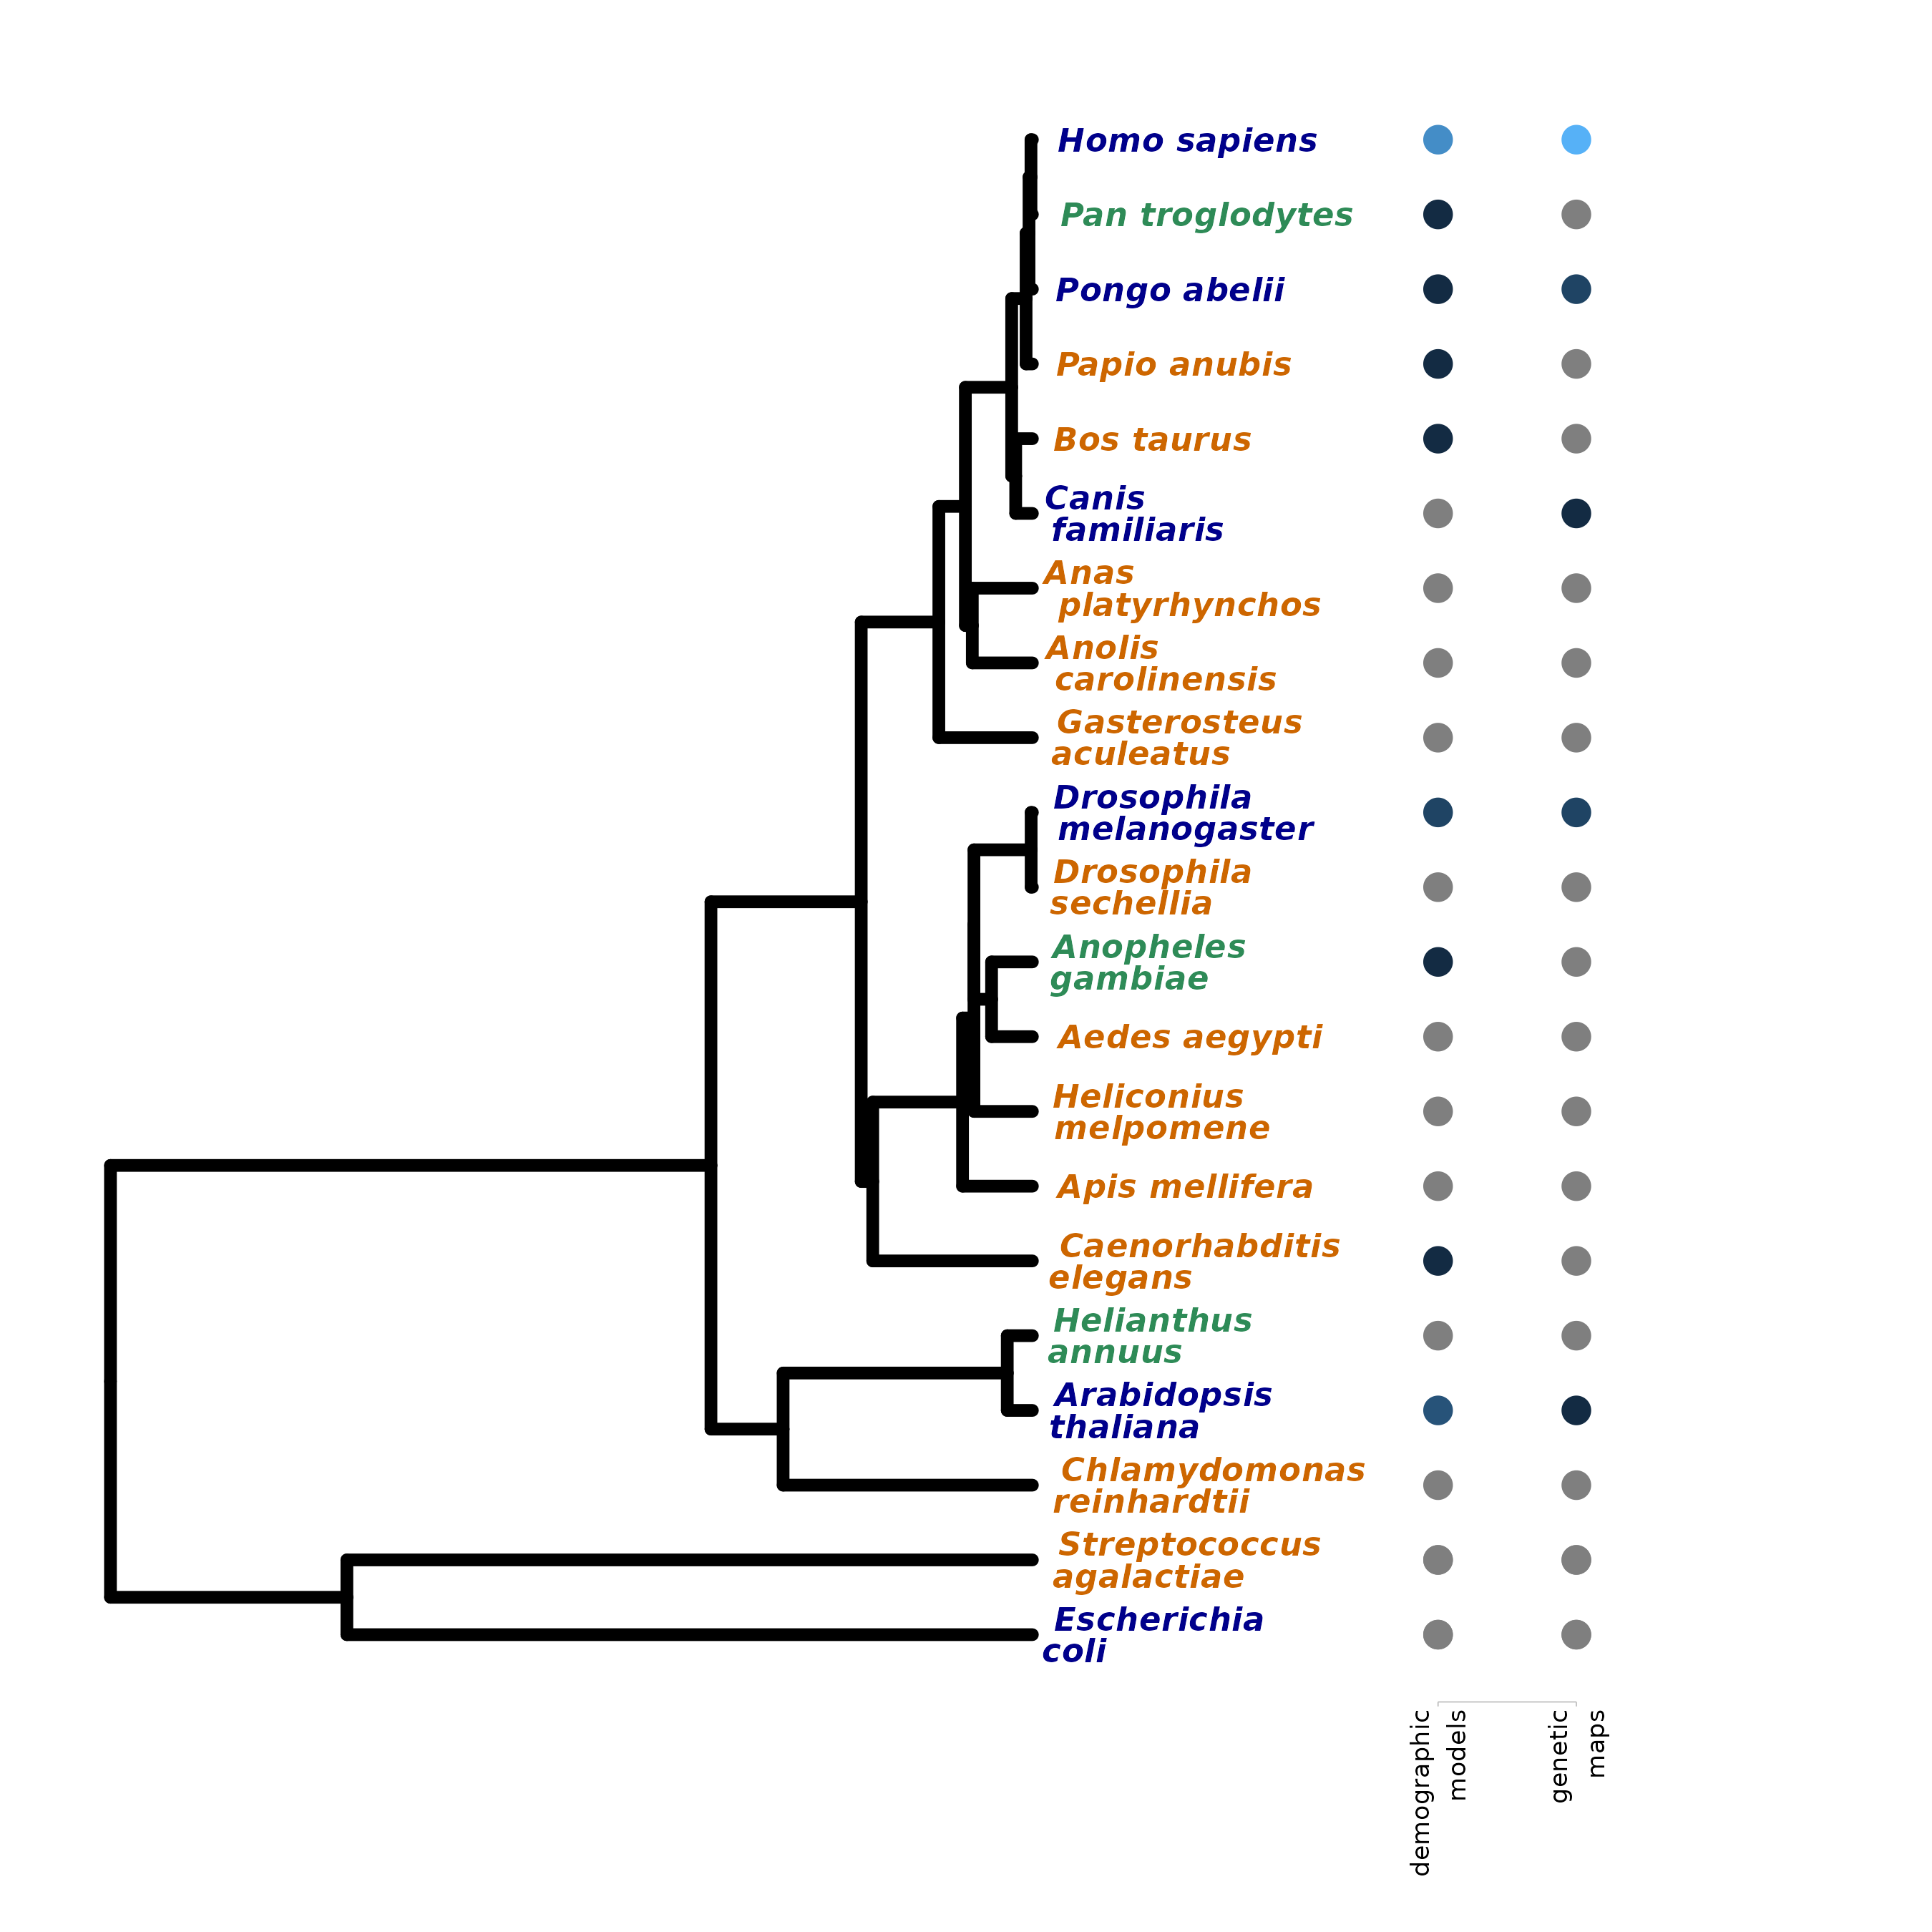 Homo sapiens
Pan troglodytes
Pongo abelii
Papio anubis
Bos taurus
Canis
familiaris
Anas
platyrhynchos
Anolis
carolinensis
Gasterosteus
aculeatus
Drosophila
melanogaster
Drosophila
sechellia
Anopheles
gambiae
Aedes aegypti
Heliconius
melpomene
Apis mellifera
Caenorhabditis
elegans
Helianthus
annuus
Arabidopsis
thaliana
Chlamydomonas
reinhardtii
Streptococcus
agalactiae
Escherichia
coli
demographic
models
genetic
maps